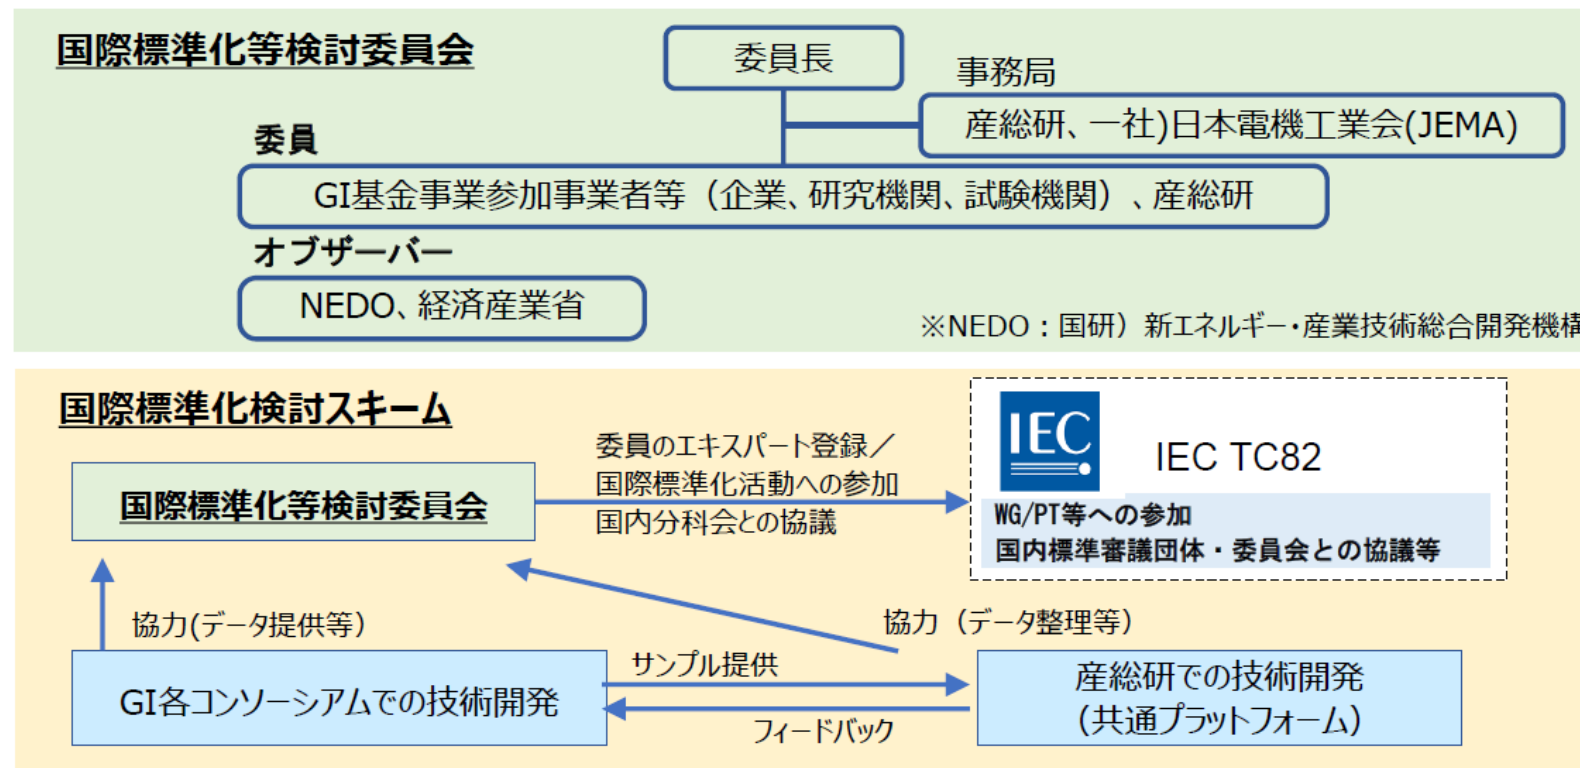 国際標準化等検討委員会
委員長
事務局
産総研、一社)日本電機工業会(JEMA)
委員
GI基金事業参加事業者等（企業、研究機関、試験機関）、産総研
オブザーバー
NEDO、経済産業省
※NEDO：国研）新エネルギー・産業技術総合開発機構
国際標準化検討スキーム
国際標準化等検討委員会
委員のエキスパート登録／
国際標準化活動への参加
国内分科会との協議
IEC
IEC TC82
WG/PT等への参加
国内標準審議団体・委員会との協議等
協力(データ提供等）
協力（データ整理等）
GI各コンソーシアムでの技術開発
サンプル提供
フィードバック
産総研での技術開発
(共通プラットフォーム)